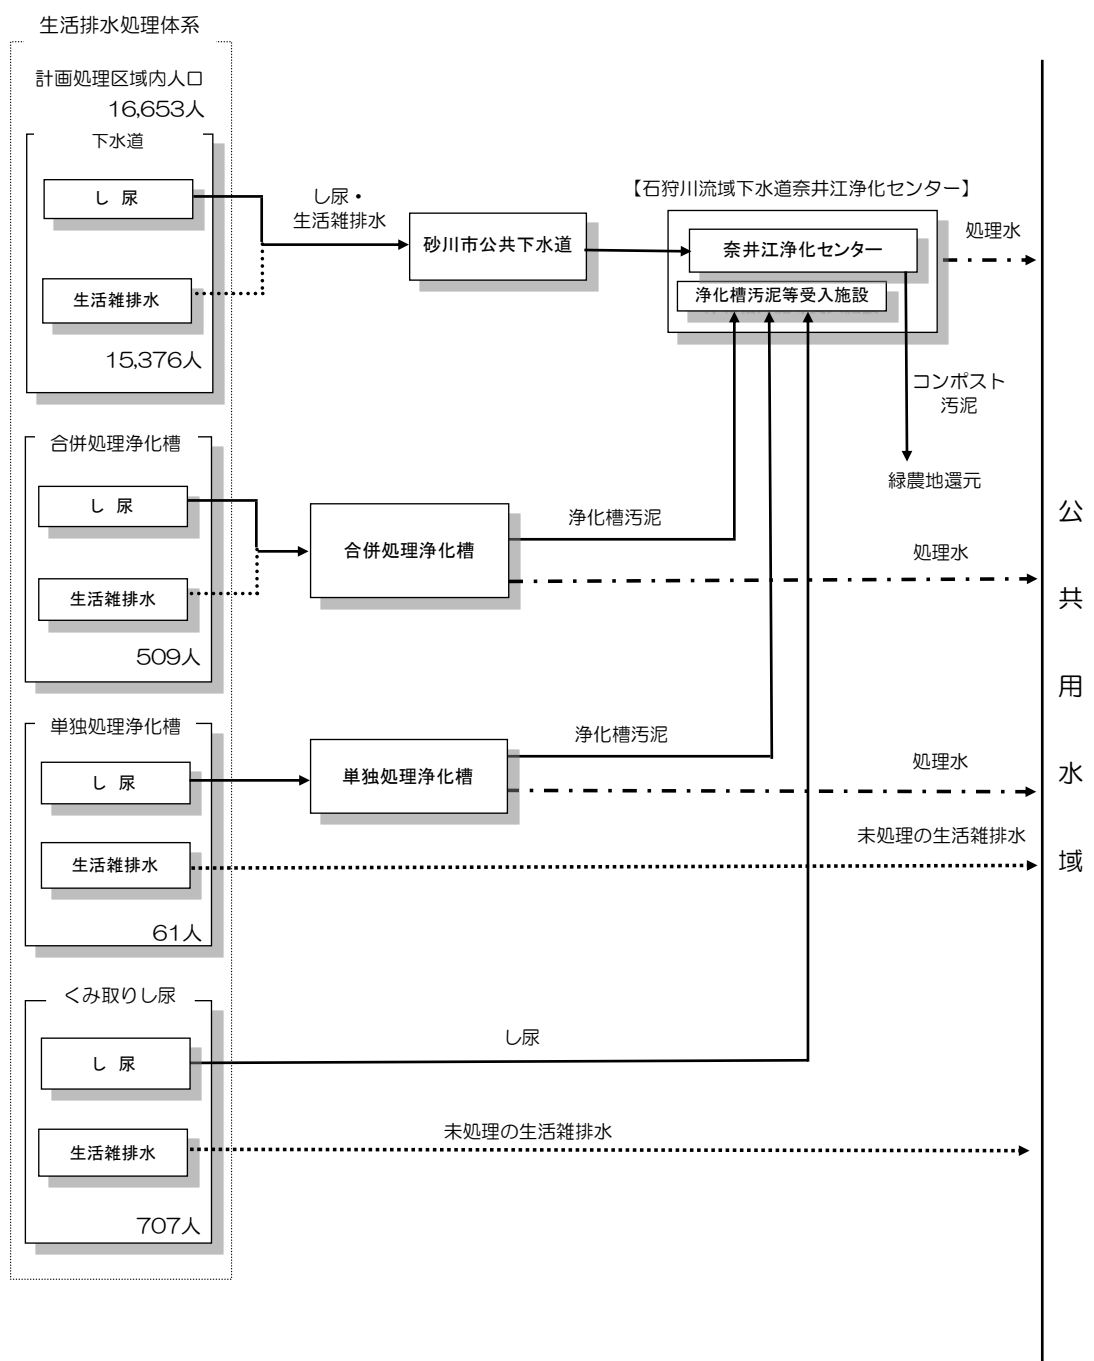 生活排水処理体系
計画処理区域内人口
16,653人
下水道
し 尿
生活雑排水
15,376人
し尿・
生活雑排水
砂川市公共下水道
【石狩川流域下水道奈井江浄化センター】
奈井江浄化センター
浄化槽汚泥等受入施設
処理水
コンポスト
汚泥
緑農地還元
合併処理浄化槽
し 尿
生活雑排水
509人
合併処理浄化槽
浄化槽汚泥
処理水
単独処理浄化槽
し 尿
生活雑排水
61人
単独処理浄化槽
浄化槽汚泥
処理水
未処理の生活雑排水
くみ取りし尿
し 尿
生活雑排水
707人
し尿
未処理の生活雑排水
公共用水域